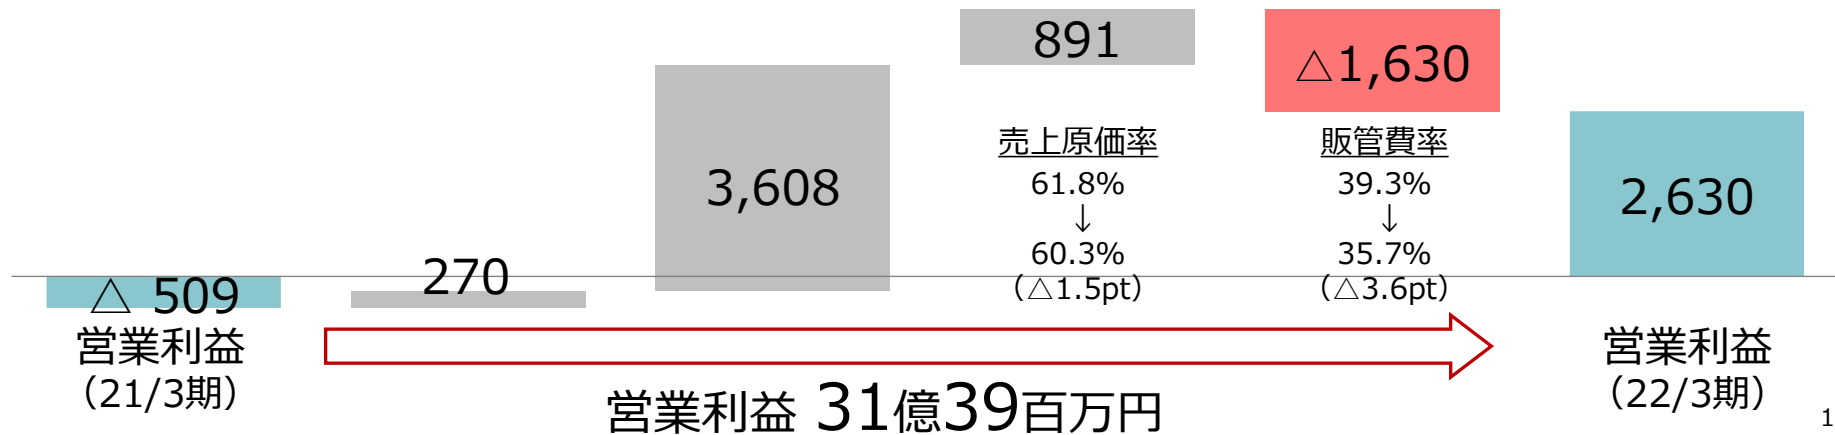 891
△1,630
3,608
270
△ 509
2,630
売上原価率
61.8%
↓
60.3%
(△1.5pt)
販管費率
39.3%
↓
35.7%
(△3.6pt)
営業利益
(21/3期)
営業利益 31億39百万円
営業利益
(22/3期)
1